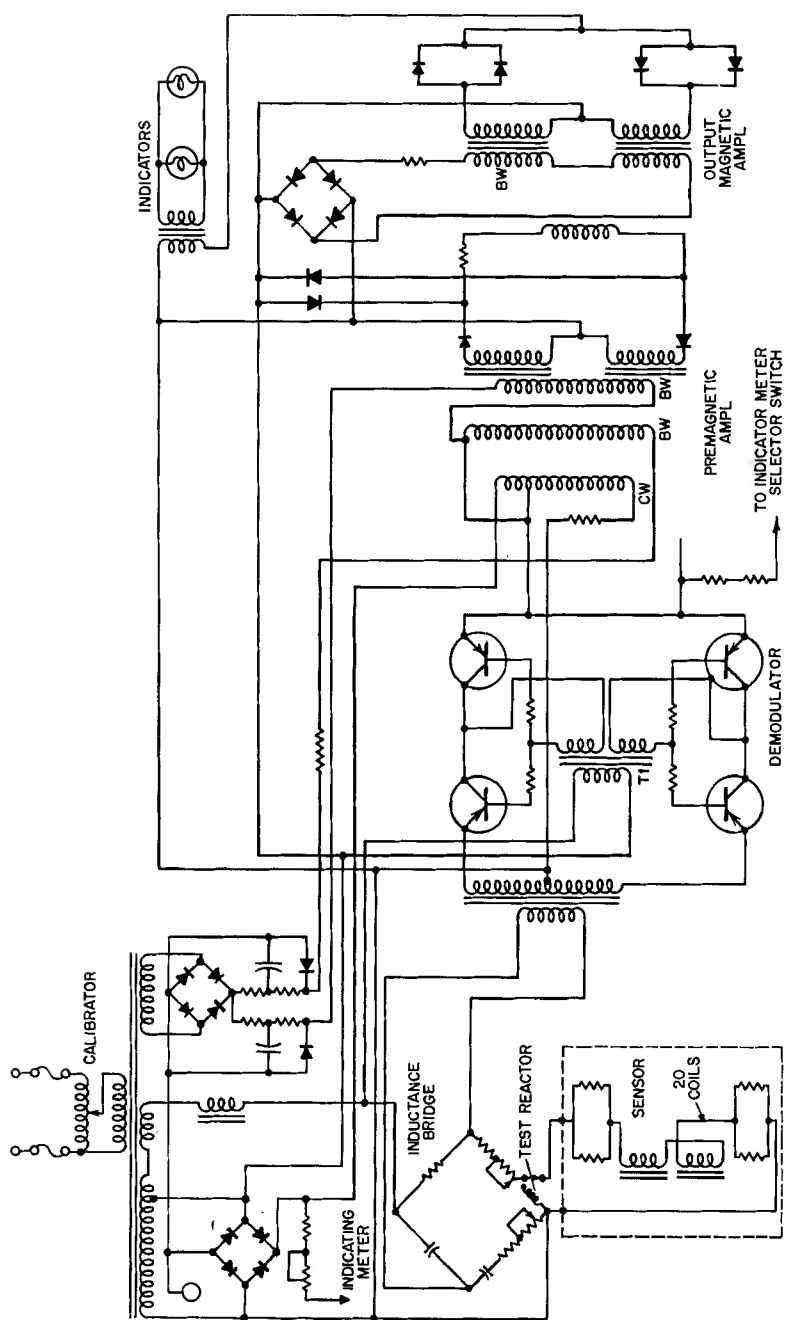 CALIBRATOR
INDICATING
METER
INDUCTANCE
BRIDGE
TEST REACTOR
SENSOR
20
COILS
T1
DEMODULATOR
TO INDICATOR METER
SELECTOR SWITCH
CW
BW
BW
PREMAGNETIC
AMPL
BW
OUTPUT
MAGNETIC
AMPL
INDICATORS